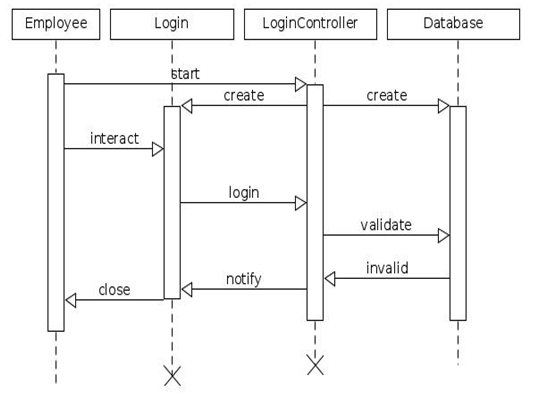 Employee
Login
LoginController
Database
start
create
create
interact
login
validate
invalid
notify
close